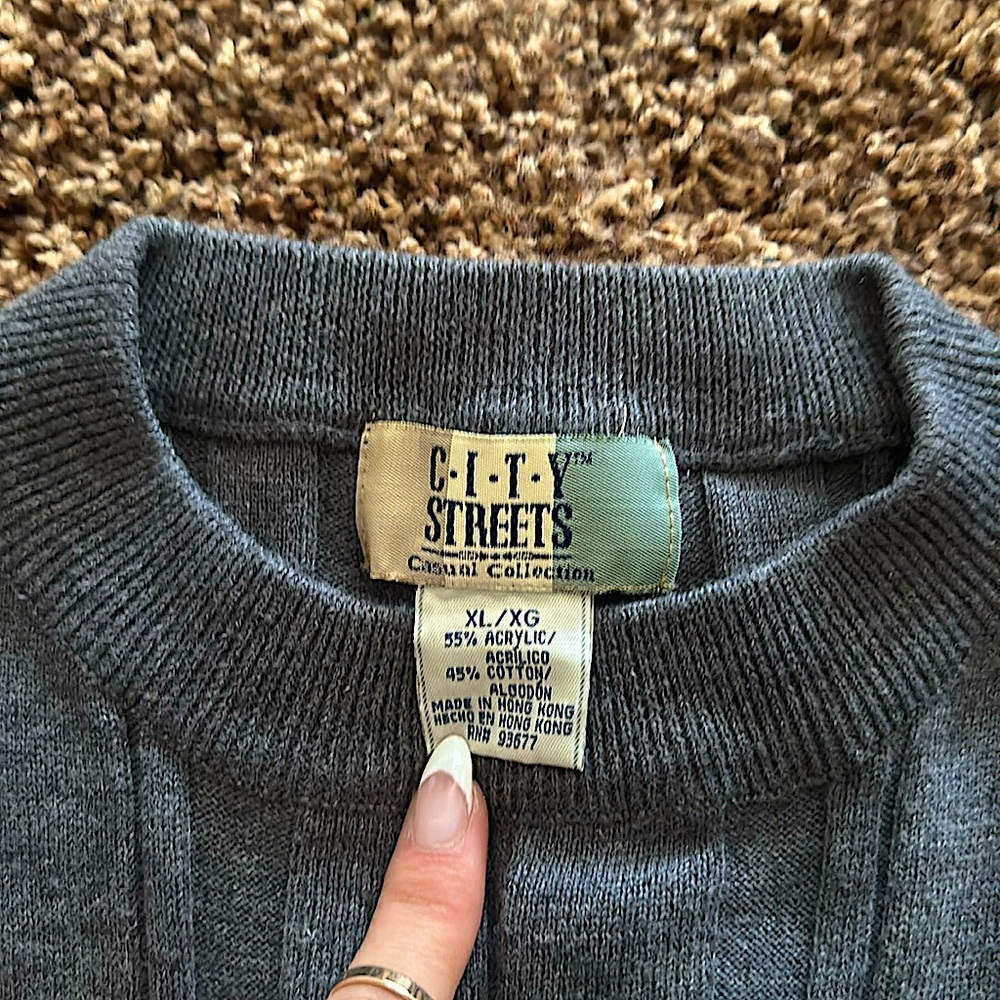 C·I·T·Y™
STREETS
Casual Collection
XL/XG
55% ACRYLIC/
ACRILICO
45% COTTON/
ALGODÓN
MADE IN HONG KONG
HECHO EN HONG KONG
RN# 93677